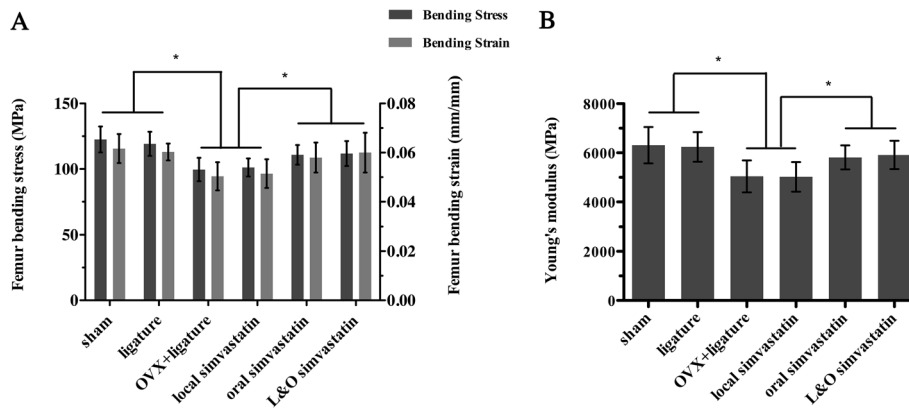 A
Bending Stress
Bending Strain
*
*
Femur bending stress (MPa)
150
100
50
0
Femur bending strain (mm/mm)
0.08
0.06
0.04
0.02
0.00
sham
ligature
OVX+ligature
local simvastatin
oral simvastatin
L&O simvastatin
B
*
*
Young's modulus (MPa)
8000
6000
4000
2000
0
sham
ligature
OVX+ligature
local simvastatin
oral simvastatin
L&O simvastatin